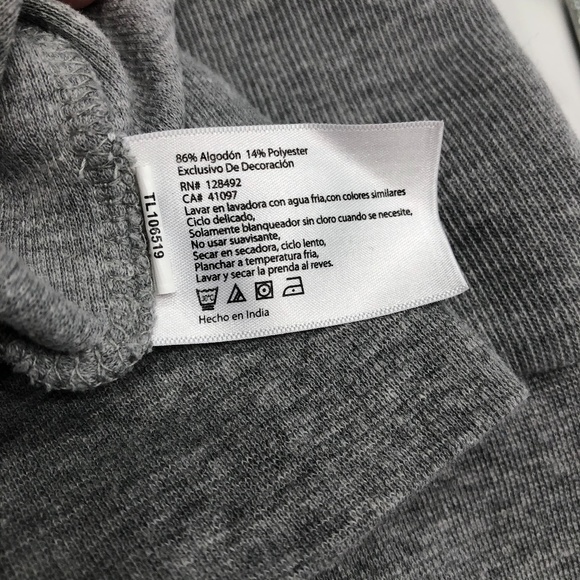 86% Algodón 14% Polyester
Exclusivo De Decoración
RN# 128492
CA# 41097
Lavar en lavadora con agua fria,con colores similares
Ciclo delicado,
Solamente blanqueador sin cloro cuando se necesite,
No usar suavisante,
Secar en secadora, ciclo lento,
Planchar a temperatura fria,
Lavar y secar la prenda al reves.
30°C
Hecho en India
TL106519